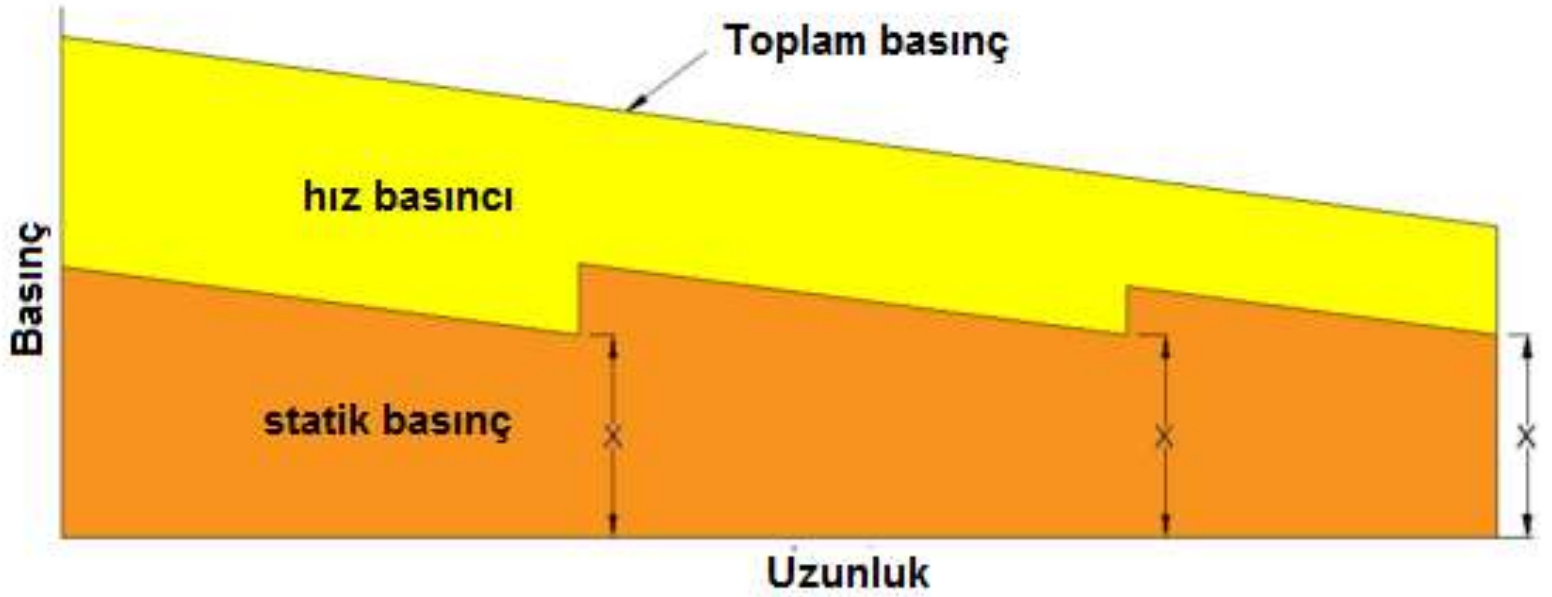 Toplam basınç
hız basıncı
Basınç
statik basınç
X
X
X
Uzunluk